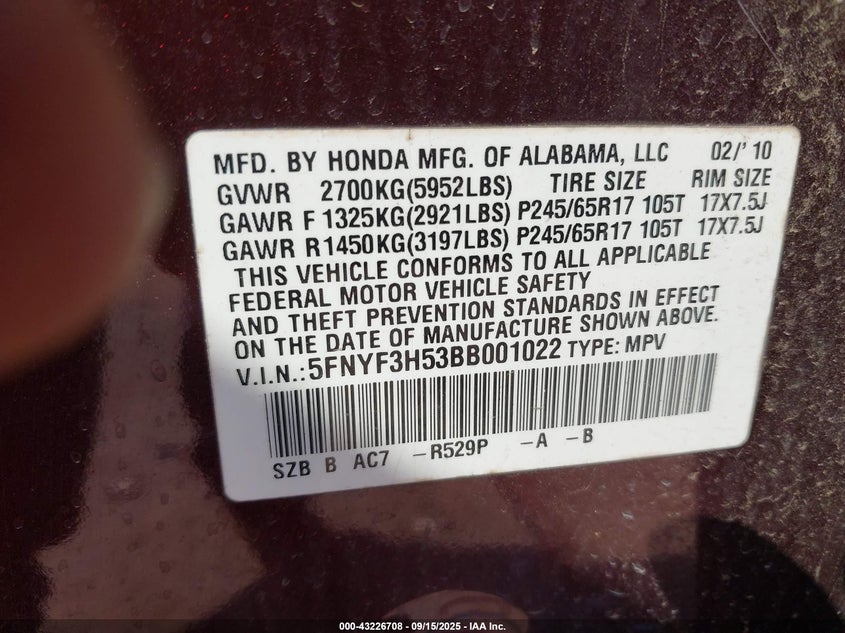 MFD. BY HONDA MFG. OF ALABAMA, LLC 02/' 10
GVWR 2700KG(5952LBS) TIRE SIZE RIM SIZE
GAWR F 1325KG(2921LBS) P245/65R17 105T 17X7.5J
GAWR R1450KG(3197LBS) P245/65R17 105T 17X7.5J
THIS VEHICLE CONFORMS TO ALL APPLICABLE
FEDERAL MOTOR VEHICLE SAFETY
AND THEFT PREVENTION STANDARDS IN EFFECT
ON THE DATE OF MANUFACTURE SHOWN ABOVE.
V.I.N.:5FNYF3H53BB001022 TYPE: MPV
SZB B AC7 -R529P -A -B
000-43226708 - 09/15/2025 - IAA Inc.